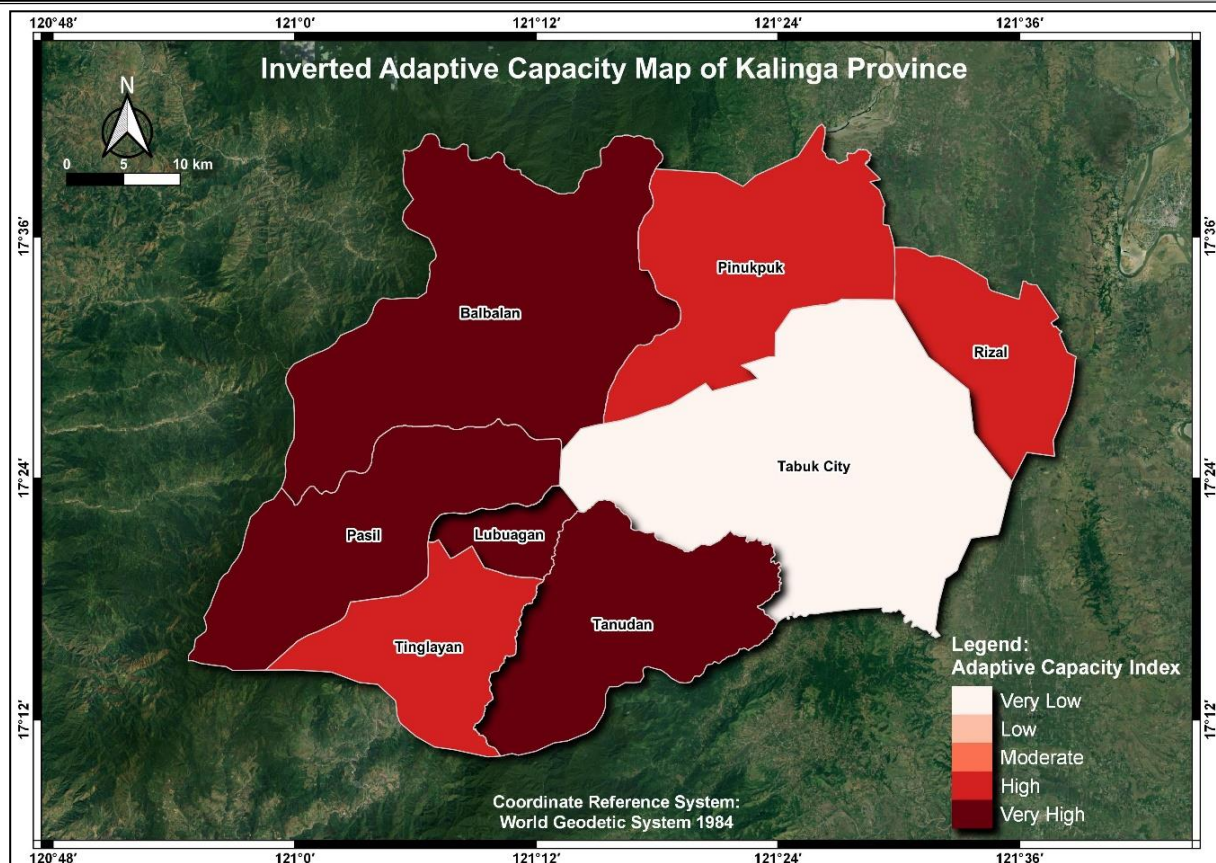 120°48' 121°0' 121°12' 121°24' 121°36'
Inverted Adaptive Capacity Map of Kalinga Province
N
0 5 10 km
17°36' 17°36'
Pinukpuk
Balbalan
Rizal
Tabuk City
17°24' 17°24'
Pasil
Lubuagan
Tanudan
Tinglayan
Legend:
Adaptive Capacity Index
Very Low
Low
Moderate
High
Very High
17°12' 17°12'
Coordinate Reference System:
World Geodetic System 1984
120°48' 121°0' 121°12' 121°24' 121°36'